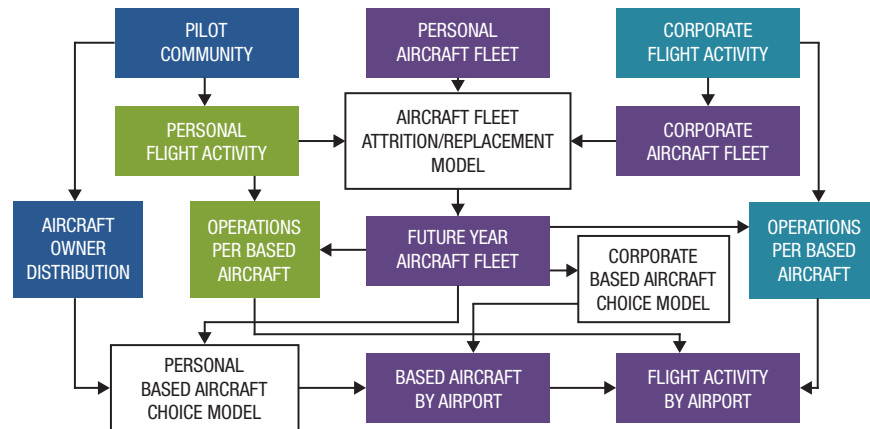 PILOT
COMMUNITY
PERSONAL
AIRCRAFT FLEET
CORPORATE
FLIGHT ACTIVITY
PERSONAL
FLIGHT ACTIVITY
AIRCRAFT FLEET
ATTRITION/REPLACEMENT
MODEL
CORPORATE
AIRCRAFT FLEET
AIRCRAFT
OWNER
DISTRIBUTION
OPERATIONS
PER BASED
AIRCRAFT
FUTURE YEAR
AIRCRAFT FLEET
CORPORATE
BASED AIRCRAFT
CHOICE MODEL
OPERATIONS
PER BASED
AIRCRAFT
PERSONAL
BASED AIRCRAFT
CHOICE MODEL
BASED AIRCRAFT
BY AIRPORT
FLIGHT ACTIVITY
BY AIRPORT